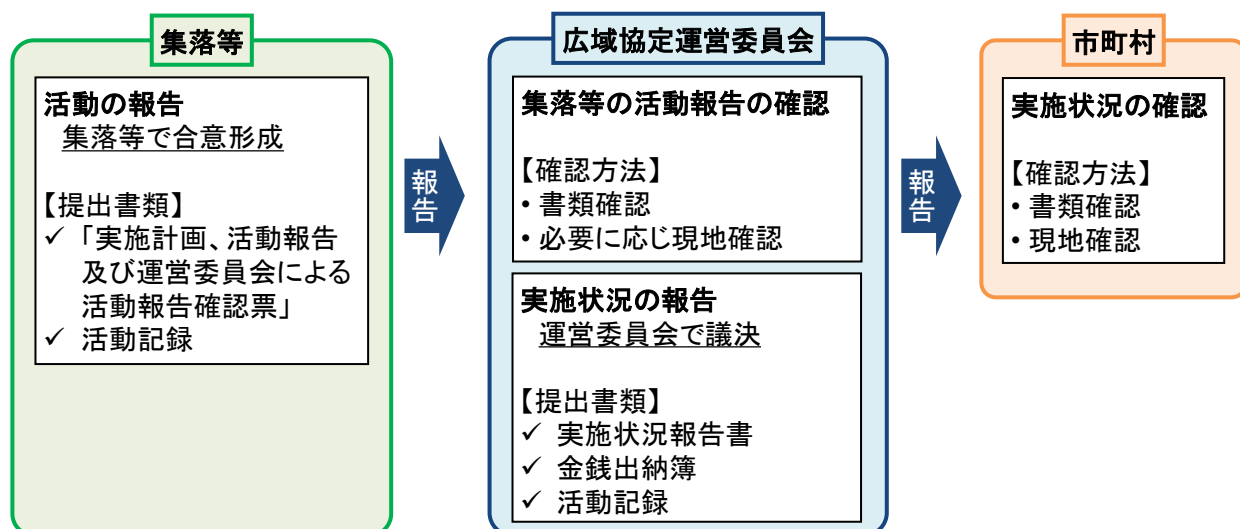 集落等
活動の報告
集落等で合意形成
【提出書類】
✓ 「実施計画、活動報告
及び運営委員会による
活動報告確認票」
✓ 活動記録
報告
広域協定運営委員会
集落等の活動報告の確認
【確認方法】
• 書類確認
• 必要に応じ現地確認
実施状況の報告
運営委員会で議決
【提出書類】
✓ 実施状況報告書
✓ 金銭出納簿
✓ 活動記録
報告
市町村
実施状況の確認
【確認方法】
• 書類確認
• 現地確認